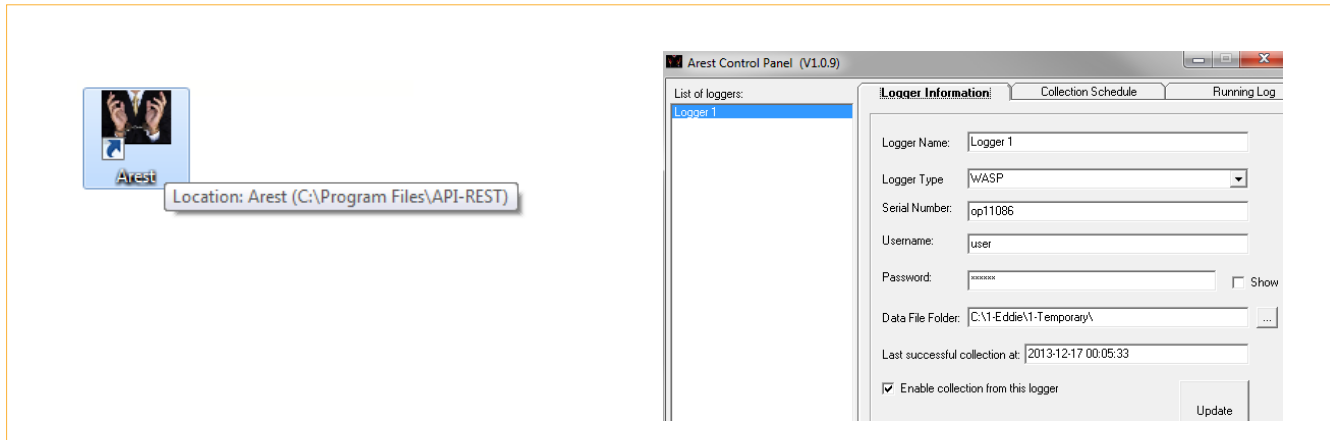 Arest
Location: Arest (C:\Program Files\API-REST)
Arest Control Panel (V1.0.9)
List of loggers:
Logger 1
Logger Information
Collection Schedule
Running Log
Logger Name: Logger 1
Logger Type WASP
Serial Number: op11086
Username: user
Password: ××××××
Show
Data File Folder: C:\1-Eddie\1-Temporary\
...
Last successful collection at: 2013-12-17 00:05:33
Enable collection from this logger
Update